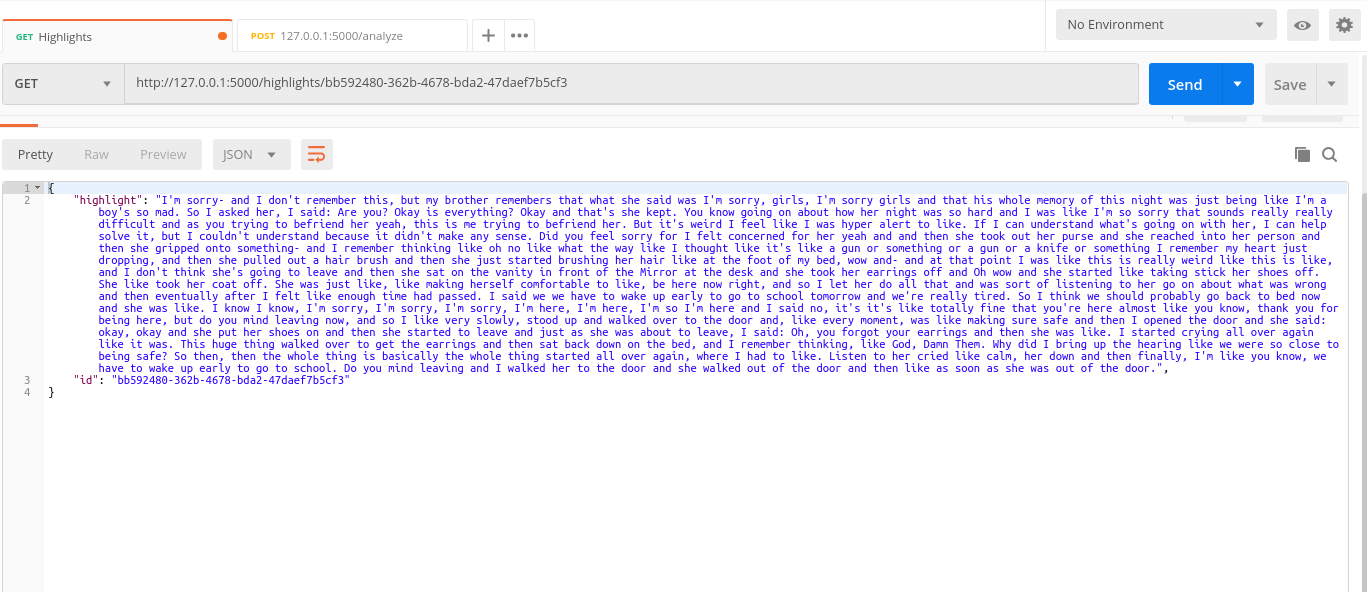 GET Highlights
POST 127.0.0.1:5000/analyze
No Environment
GET
http://127.0.0.1:5000/highlights/bb592480-362b-4678-bda2-47daef7b5cf3
Send
Save
Pretty Raw Preview JSON
1 {
2 "highlight": "I'm sorry- and I don't remember this, but my brother remembers that what she said was I'm sorry, girls, I'm sorry girls and that his whole memory of this night was just being like I'm a
boy's so mad. So I asked her, I said: Are you? Okay is everything? Okay and that's she kept. You know going on about how her night was so hard and I was like I'm so sorry that sounds really really
difficult and as you trying to befriend her yeah, this is me trying to befriend her. But it's weird I feel like I was hyper alert to like. If I can understand what's going on with her, I can help
solve it, but I couldn't understand because it didn't make any sense. Did you feel sorry for I felt concerned for her yeah and and then she took out her purse and she reached into her person and
then she gripped onto something- and I remember thinking like oh no like what the way like I thought like it's like a gun or something or a gun or a knife or something I remember my heart just
dropping, and then she pulled out a hair brush and then she just started brushing her hair like at the foot of my bed, wow and- and at that point I was like this is really weird like this is like,
and I don't think she's going to leave and then she sat on the vanity in front of the Mirror at the desk and she took her earrings off and Oh wow and she started like taking stick her shoes off.
She like took her coat off. She was just like, like making herself comfortable to like, be here now right, and so I let her do all that and was sort of listening to her go on about what was wrong
and then eventually after I felt like enough time had passed. I said we we have to wake up early to go to school tomorrow and we're really tired. So I think we should probably go back to bed now
and she was like. I know I know, I'm sorry, I'm sorry, I'm sorry, I'm here, I'm here, I'm so I'm here and I said no, it's it's like totally fine that you're here almost like you know, thank you for
being here, but do you mind leaving now, and so I like very slowly, stood up and walked over to the door and, like every moment, was like making sure safe and then I opened the door and she said:
okay, okay and she put her shoes on and then she started to leave and just as she was about to leave, I said: Oh, you forgot your earrings and then she was like. I started crying all over again
like it was. This huge thing walked over to get the earrings and then sat back down on the bed, and I remember thinking, like God, Damn Them. Why did I bring up the hearing like we were so close to
being safe? So then, then the whole thing is basically the whole thing started all over again, where I had to like. Listen to her cried like calm, her down and then finally, I'm like you know, we
have to wake up early to go to school. Do you mind leaving and I walked her to the door and she walked out of the door and then like as soon as she was out of the door.",
3 "id": "bb592480-362b-4678-bda2-47daef7b5cf3"
4 }